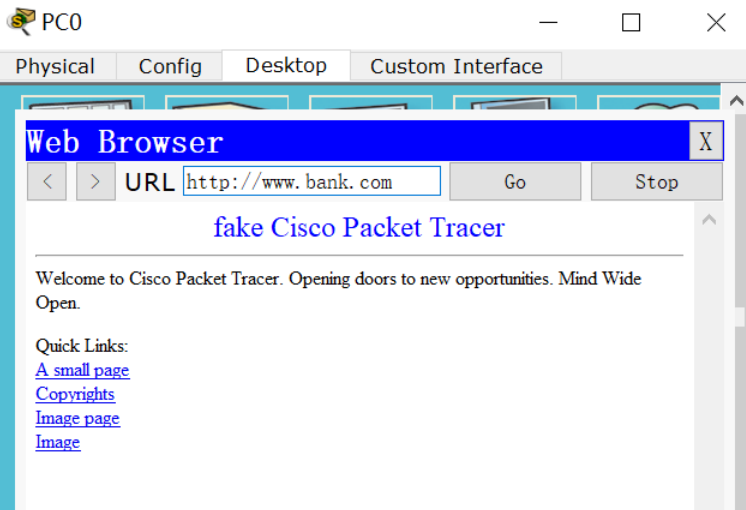 PC0
Physical Config Desktop Custom Interface
Web Browser X
< > URL http://www.bank.com Go Stop
fake Cisco Packet Tracer
Welcome to Cisco Packet Tracer. Opening doors to new opportunities. Mind Wide
Open.
Quick Links:
A small page
Copyrights
Image page
Image